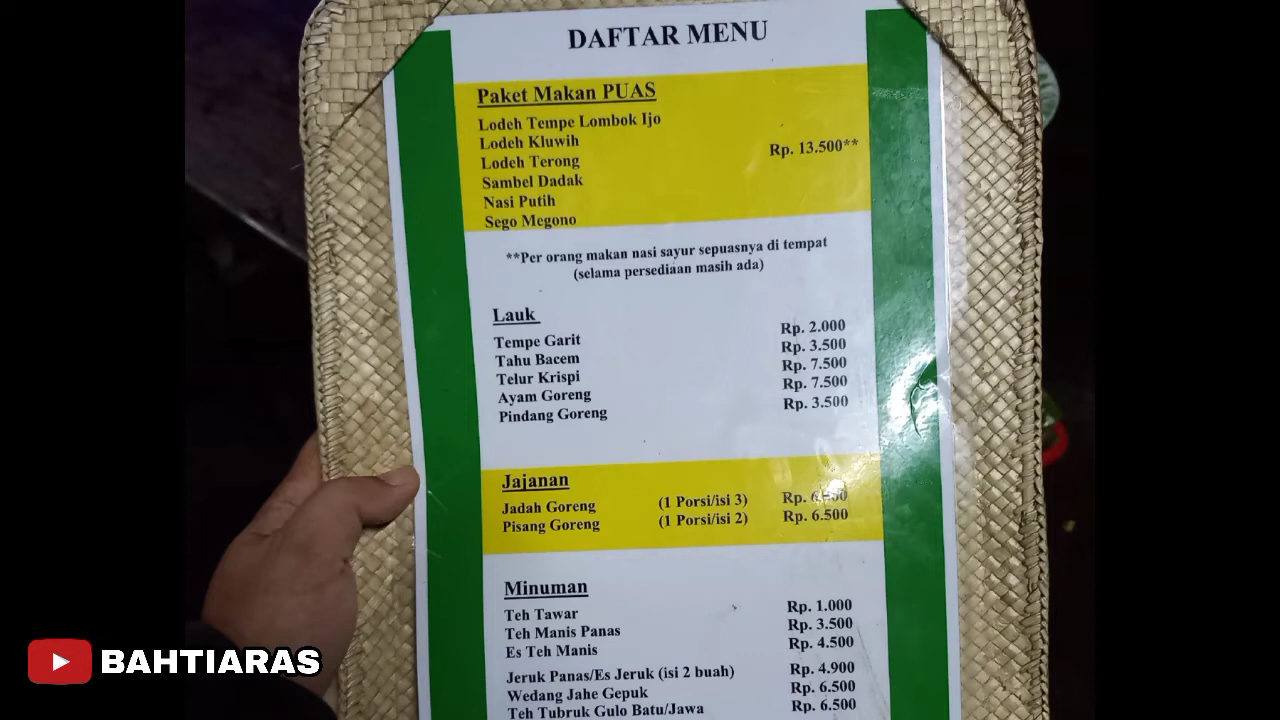 DAFTAR MENU
Paket Makan PUAS
Lodeh Tempe Lombok Ijo
Lodeh Kluwih
Lodeh Terong
Sambel Dadak
Nasi Putih
Sego Megono
Rp. 13.500**
**Per orang makan nasi sayur sepuasnya di tempat
(selama persediaan masih ada)
Lauk
Tempe Garit Rp. 2.000
Tahu Bacem Rp. 3.500
Telur Krispi Rp. 7.500
Ayam Goreng Rp. 7.500
Pindang Goreng Rp. 3.500
Jajanan
Jadah Goreng (1 Porsi/isi 3) Rp.
Pisang Goreng (1 Porsi/isi 2) Rp. 6.500
Minuman
Teh Tawar Rp. 1.000
Teh Manis Panas Rp. 3.500
Es Teh Manis Rp. 4.500
Jeruk Panas/Es Jeruk (isi 2 buah) Rp. 4.900
Wedang Jahe Gepuk Rp. 6.500
Teh Tubruk Gulo Batu/Jawa Rp. 6.500
BAHTIARAS